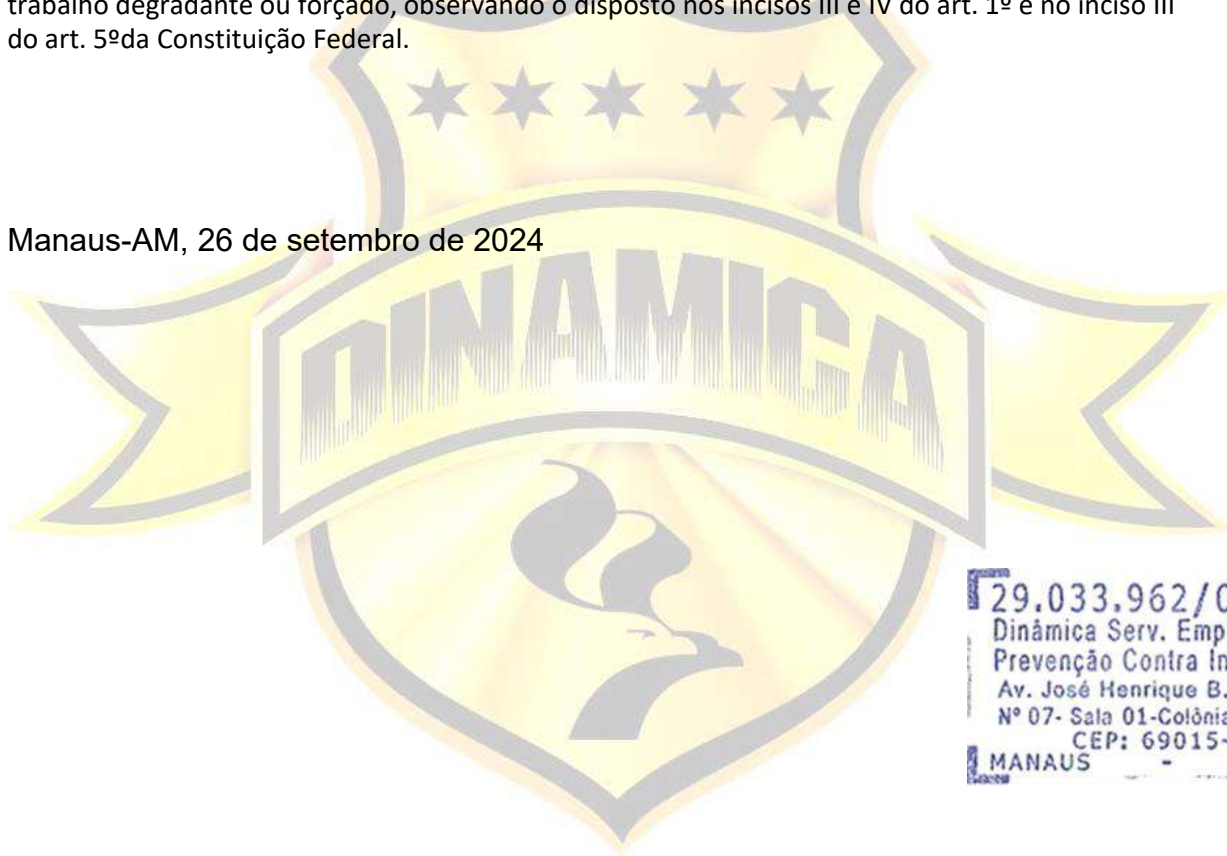 trabalho degradante ou forçado, observando o disposto nos incisos III e IV do art. 1º e no inciso III
do art. 5ºda Constituição Federal.
Manaus-AM, 26 de setembro de 2024
DINAMICA
29.033.962/0
Dinâmica Serv. Emp
Prevenção Contra In
Av. José Henrique B.
Nº 07- Sala 01-Colônia
CEP: 69015-
MANAUS -